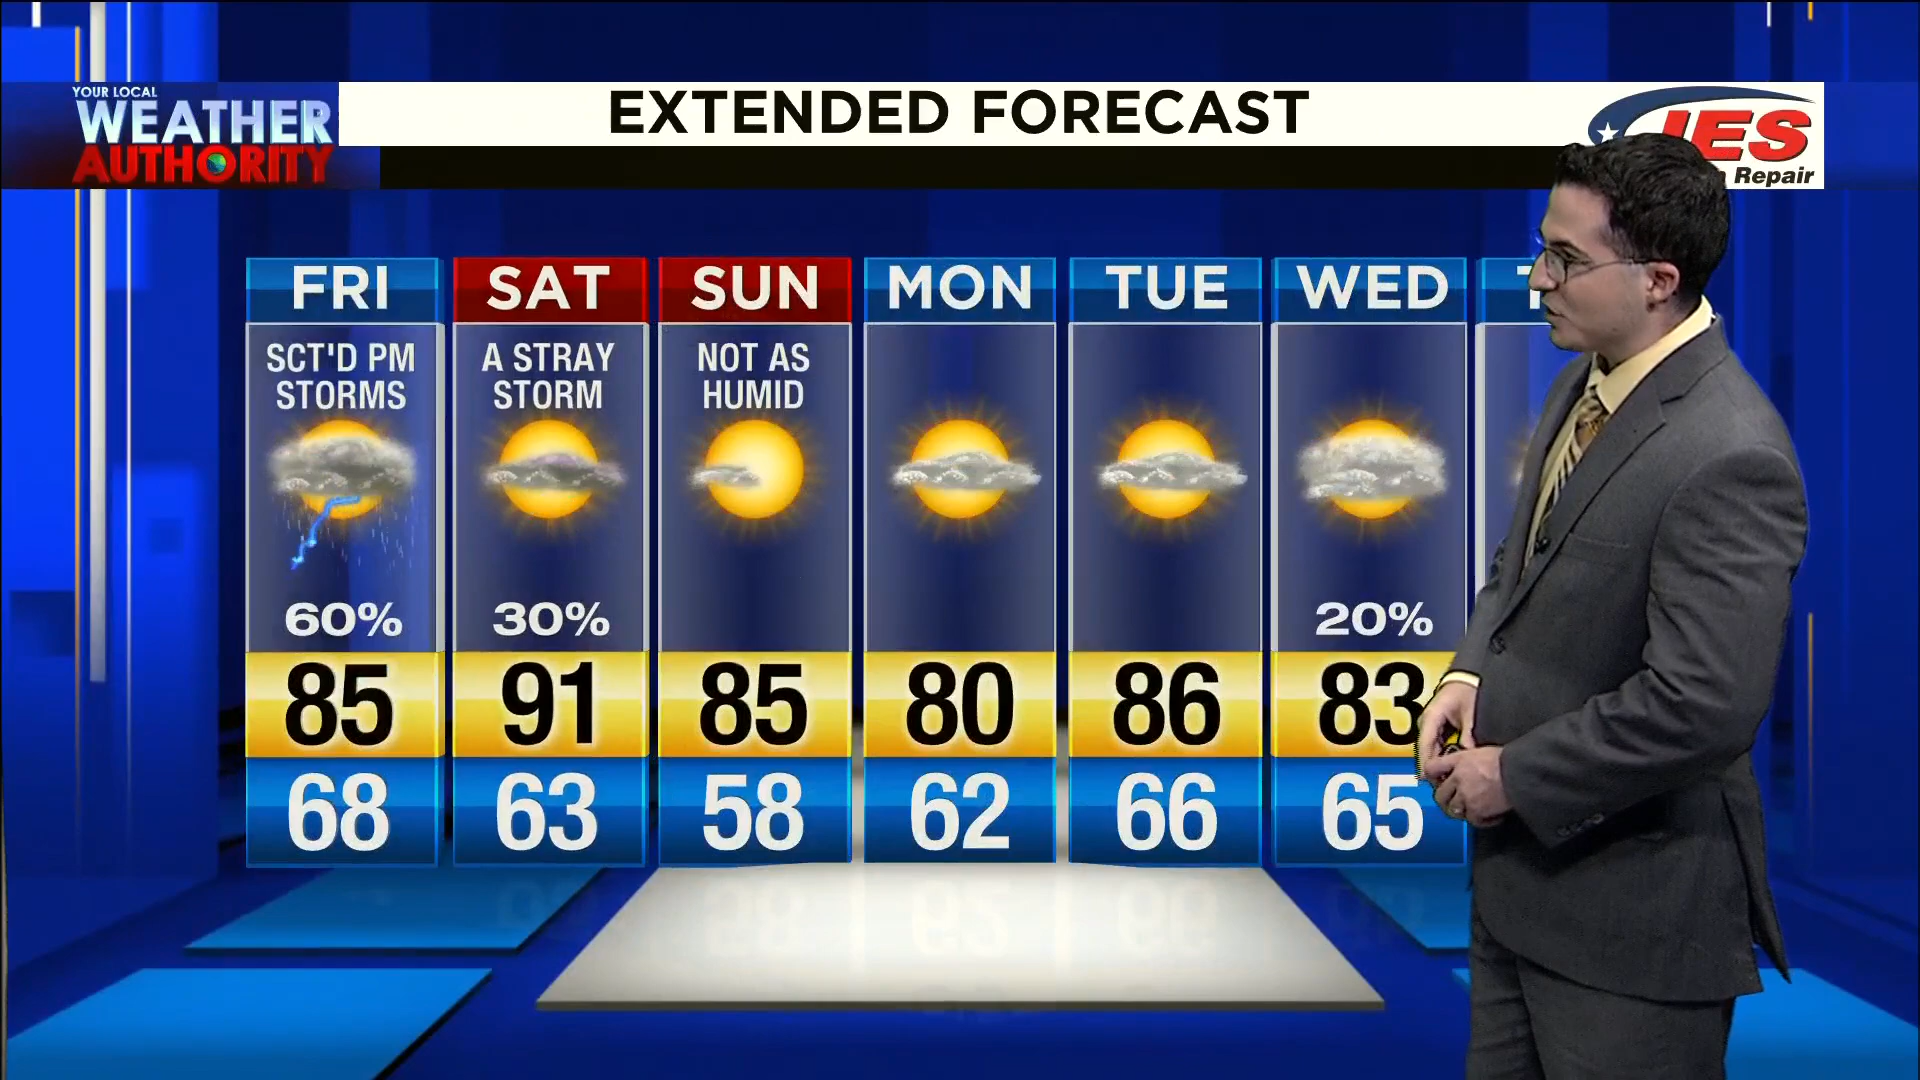 YOUR LOCAL
WEATHER
AUTHORITY
EXTENDED FORECAST
IES
Repair
FRI
SAT
SUN
MON
TUE
WED
SCT'D PM
STORMS
A STRAY
STORM
NOT AS
HUMID
60%
30%
20%
85
91
85
80
86
83
68
63
58
62
66
65